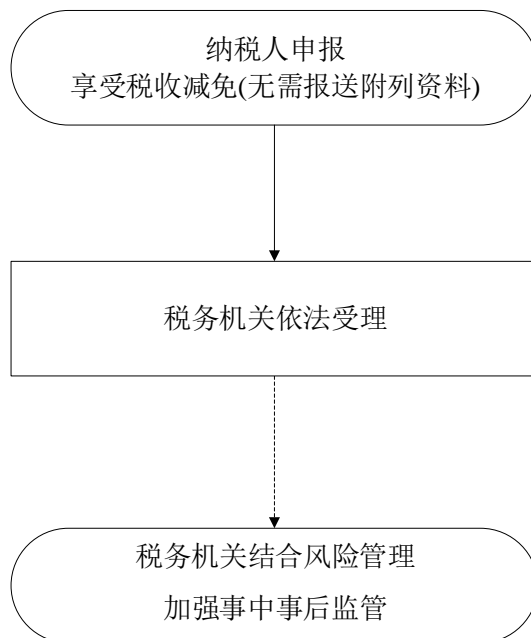 纳税人申报
享受税收减免(无需报送附列资料)
税务机关依法受理
税务机关结合风险管理
加强事中事后监管